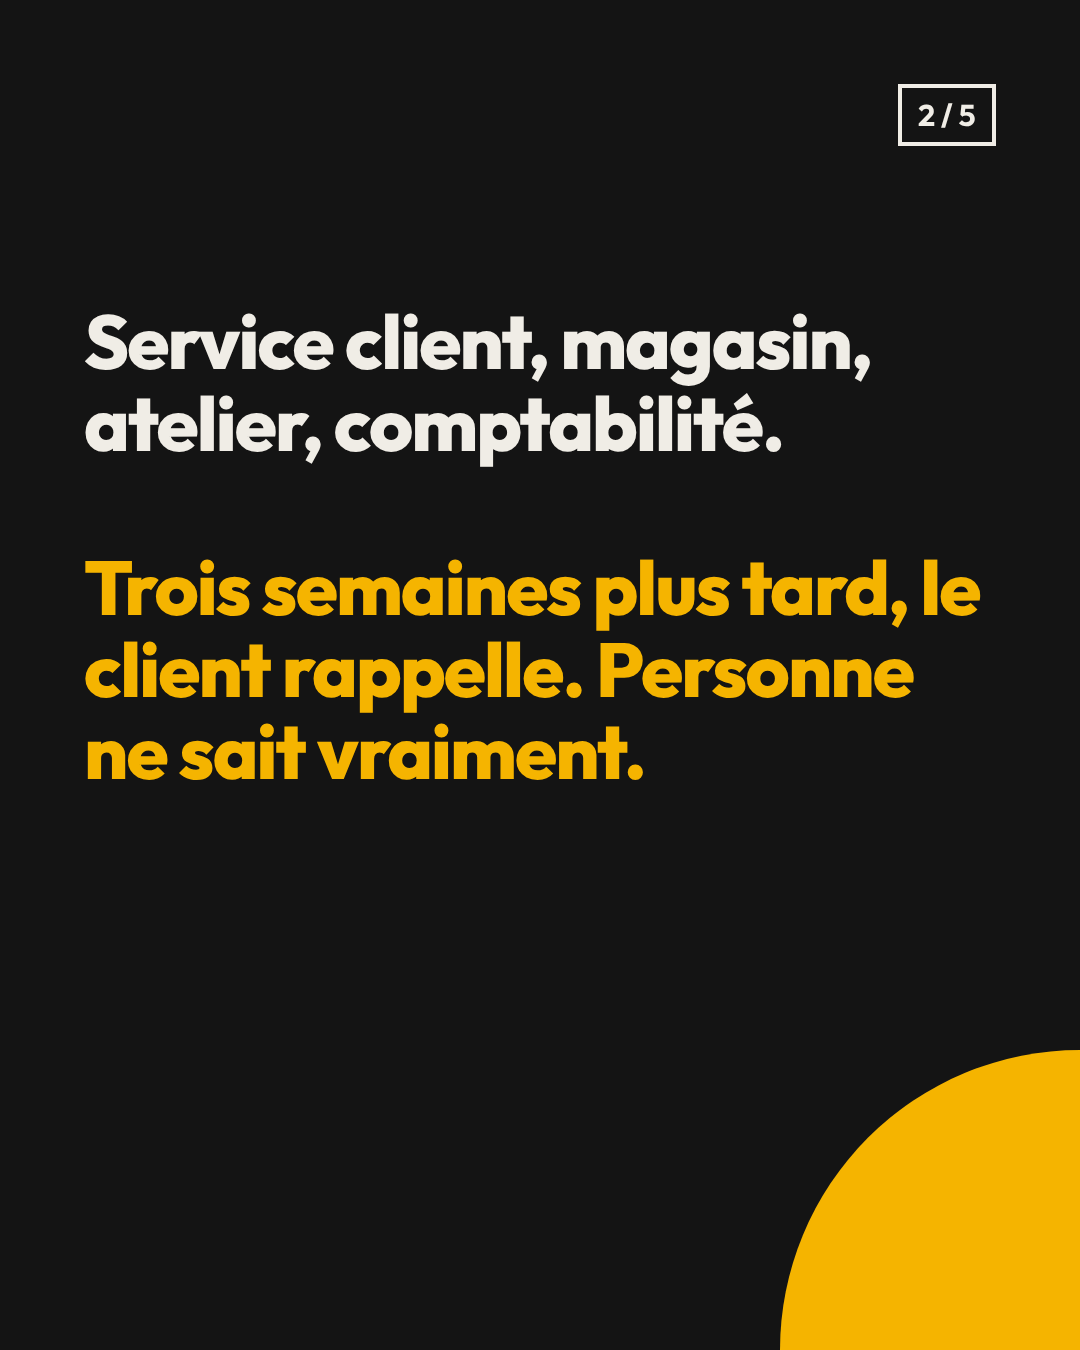 2 / 5
Service client, magasin,
atelier, comptabilité.
Trois semaines plus tard, le
client rappelle. Personne
ne sait vraiment.